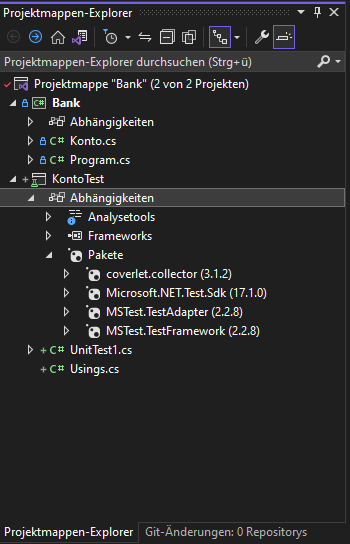 Projektmappen-Explorer
Projektmappen-Explorer durchsuchen (Strg+ü)
Projektmappe "Bank" (2 von 2 Projekten)
C# Bank
Abhängigkeiten
C# Konto.cs
C# Program.cs
+ KontoTest
Abhängigkeiten
Analysetools
Frameworks
Pakete
coverlet.collector (3.1.2)
Microsoft.NET.Test.Sdk (17.1.0)
MSTest.TestAdapter (2.2.8)
MSTest.TestFramework (2.2.8)
+ C# UnitTest1.cs
+ C# Usings.cs
Projektmappen-Explorer Git-Änderungen: 0 Repositorys